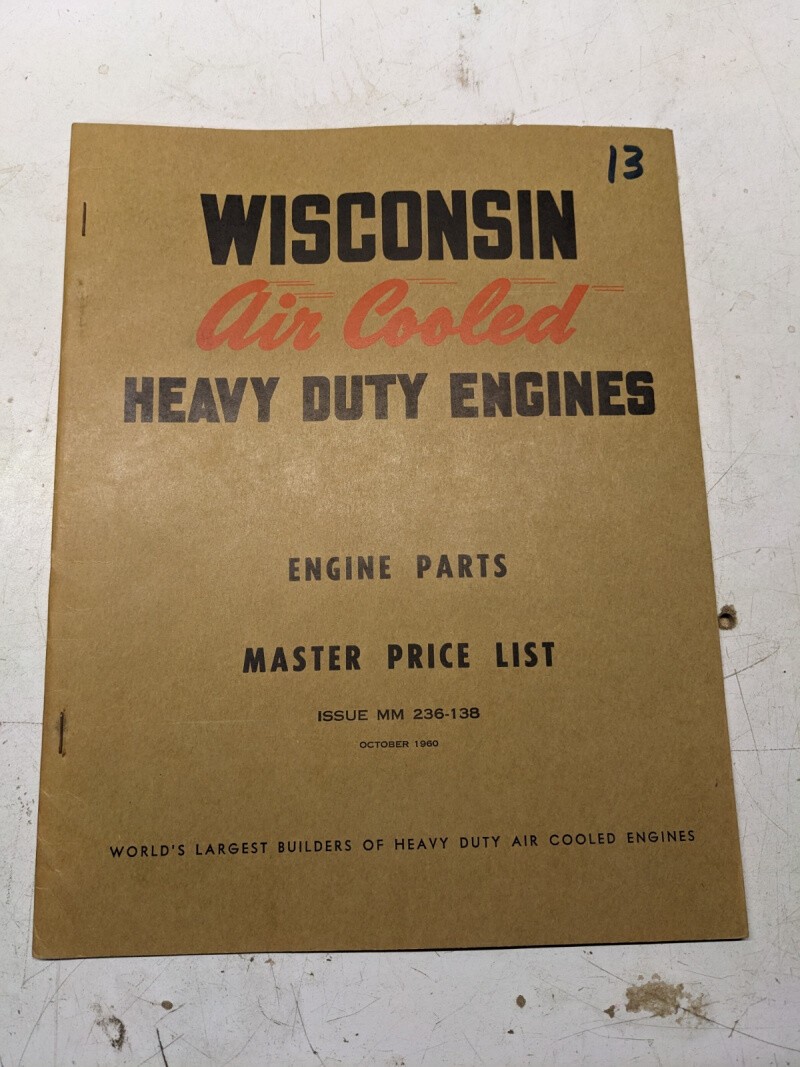 13
WISCONSIN
Air Cooled
HEAVY DUTY ENGINES
ENGINE PARTS
MASTER PRICE LIST
ISSUE MM 236-138
OCTOBER 1960
WORLD'S LARGEST BUILDERS OF HEAVY DUTY AIR COOLED ENGINES